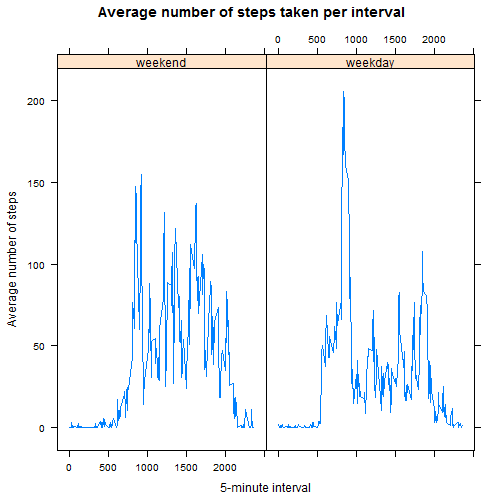 Average number of steps taken per interval
0 500 1000 1500 2000
weekend weekday
200
150
100
50
0
Average number of steps
0 500 1000 1500 2000
5-minute interval